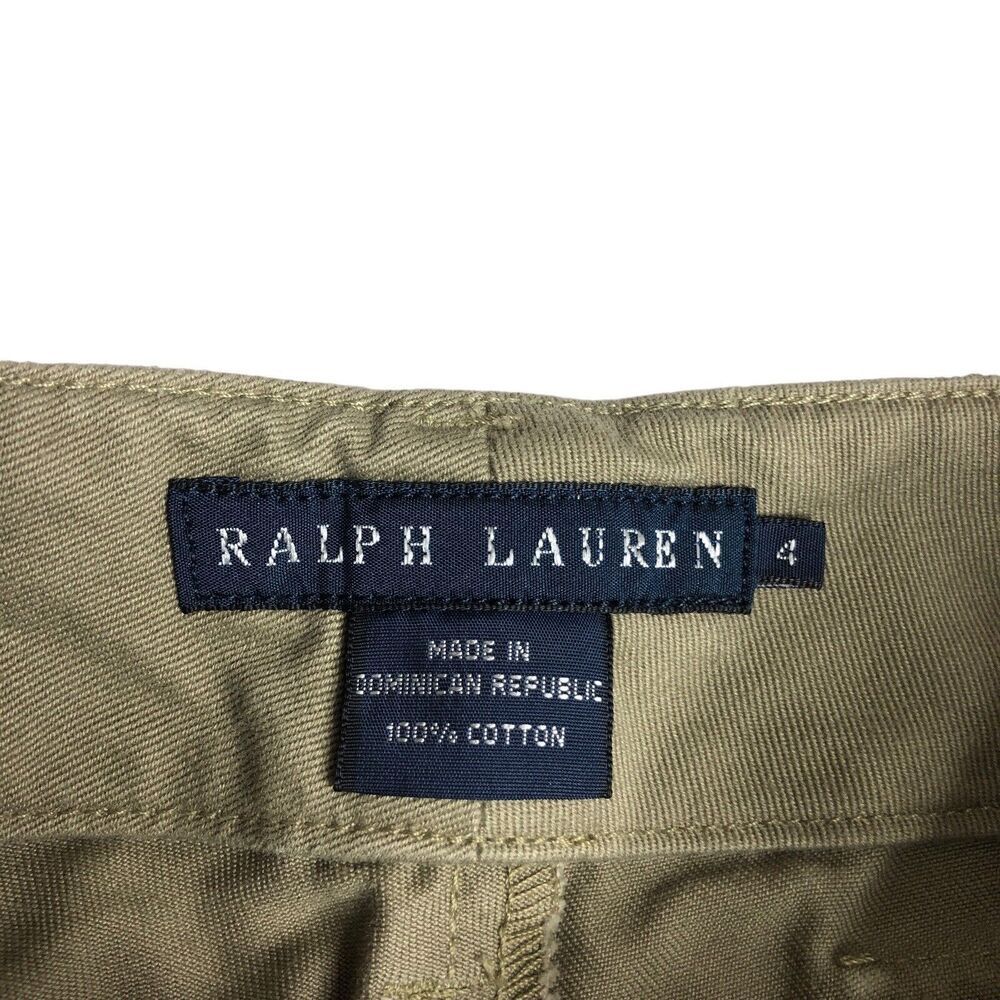 RALPH LAUREN 4
MADE IN
DOMINICAN REPUBLIC
100% COTTON